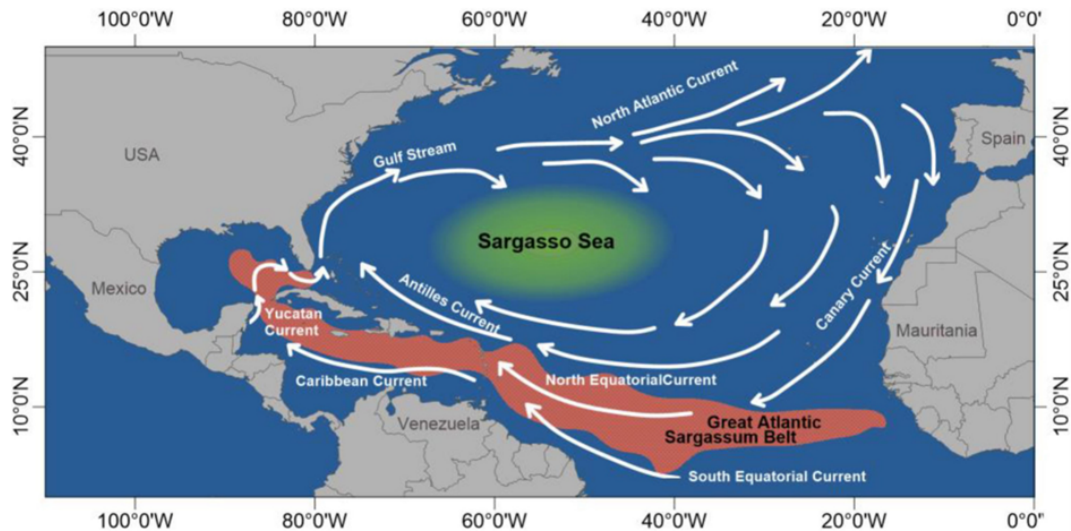 100°0'W 80°0'W 60°0'W 40°0'W 20°0'W 0°0'
40°0'N
25°0'N
10°0'N
North Atlantic Current
USA
Gulf Stream
Spain
Sargasso Sea
Mexico
Antilles Current
Canary Current
Yucatan
Current
Mauritania
Caribbean Current
North EquatorialCurrent
Venezuela
Great Atlantic
Sargassum Belt
South Equatorial Current
40°0'N
25°0'N
10°0'N
100°0'W 80°0'W 60°0'W 40°0'W 20°0'W 0°0'